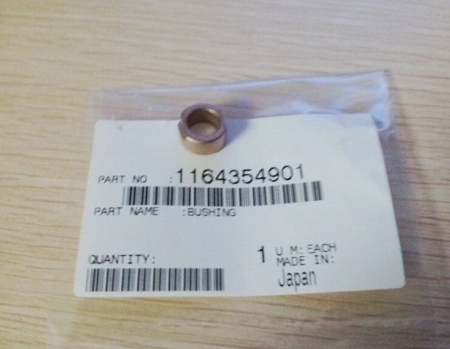 PART NO :1164354901
PART NAME :BUSHING
QUANTITY: 1 U M: EACH
MADE IN:
Japan